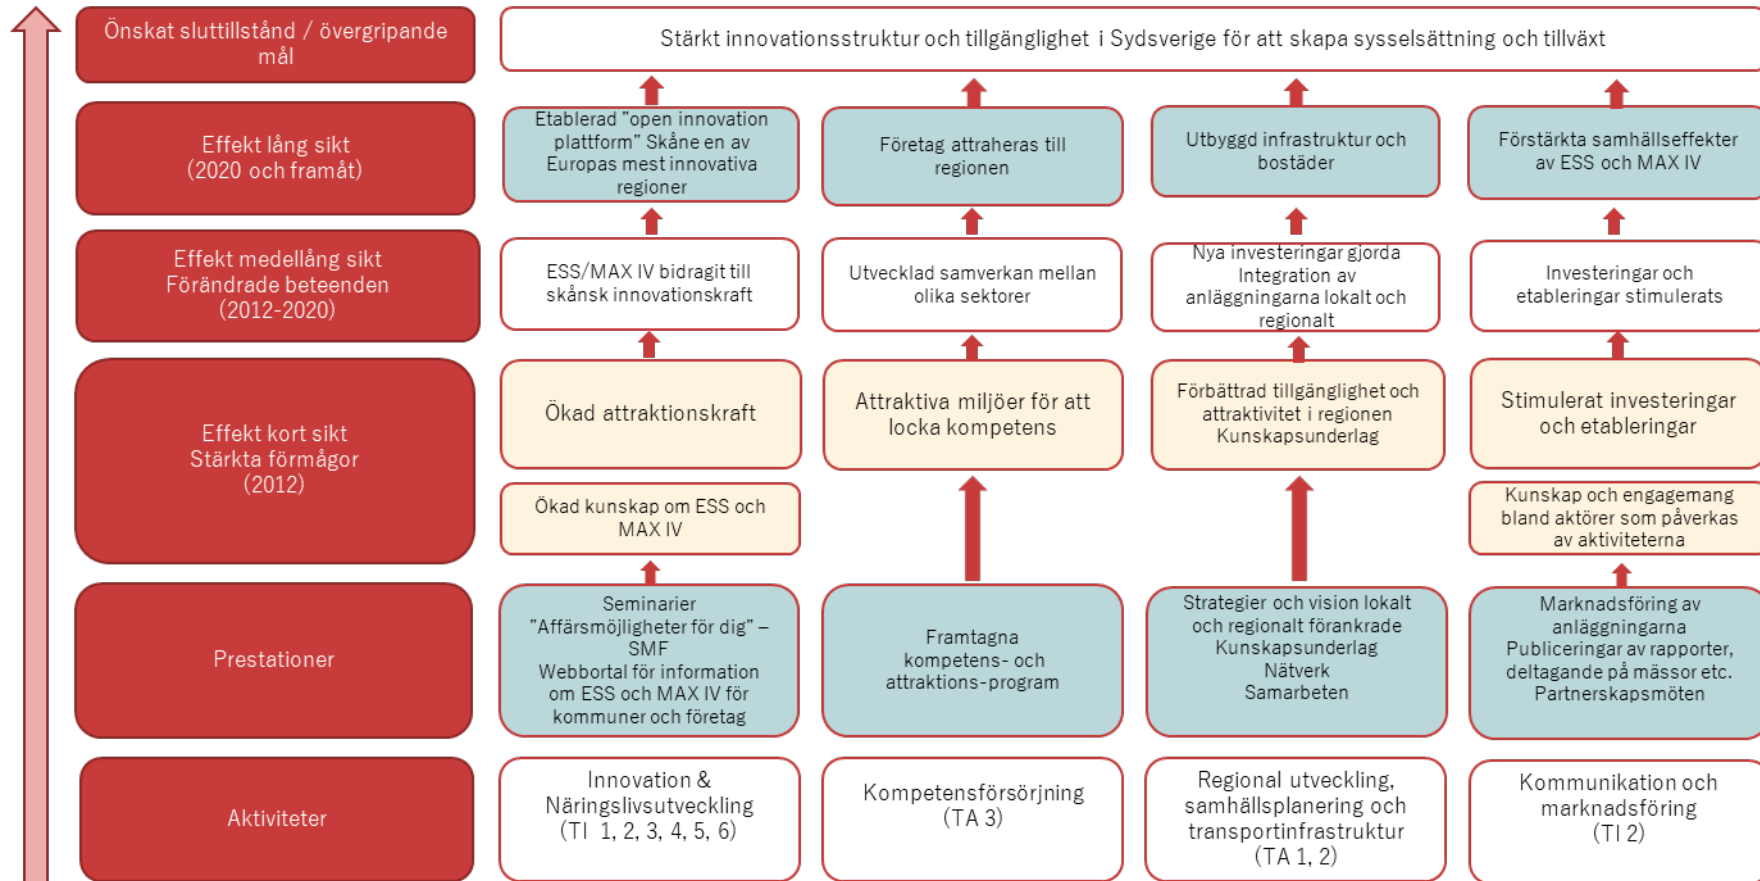 Önskat sluttillstånd / övergripande
mål
Stärkt innovationsstruktur och tillgänglighet i Sydsverige för att skapa sysselsättning och tillväxt
Effekt lång sikt
(2020 och framåt)
Etablerad ”open innovation
plattform” Skåne en av
Europas mest innovativa
regioner
Företag attraheras till
regionen
Utbyggd infrastruktur och
bostäder
Förstärkta samhällseffekter
av ESS och MAX IV
Effekt medellång sikt
Förändrade beteenden
(2012-2020)
ESS/MAX IV bidragit till
skånsk innovationskraft
Utvecklad samverkan mellan
olika sektorer
Nya investeringar gjorda
Integration av
anläggningarna lokalt och
regionalt
Investeringar och
etableringar stimulerats
Effekt kort sikt
Stärkta förmågor
(2012)
Ökad attraktionskraft
Attraktiva miljöer för att
locka kompetens
Förbättrad tillgänglighet och
attraktivitet i regionen
Kunskapsunderlag
Stimulerat investeringar
och etableringar
Ökad kunskap om ESS och
MAX IV
Kunskap och engagemang
bland aktörer som påverkas
av aktiviteterna
Prestationer
Seminarier
”Affärsmöjligheter för dig” –
SMF
Webbportal för information
om ESS och MAX IV för
kommuner och företag
Framtagna
kompetens- och
attraktions-program
Strategier och vision lokalt
och regionalt förankrade
Kunskapsunderlag
Nätverk
Samarbeten
Marknadsföring av
anläggningarna
Publiceringar av rapporter,
deltagande på mässor etc.
Partnerskapsmöten
Aktiviteter
Innovation &
Näringslivsutveckling
(TI 1, 2, 3, 4, 5, 6)
Kompetensförsörjning
(TA 3)
Regional utveckling,
samhällsplanering och
transportinfrastruktur
(TA 1, 2)
Kommunikation och
marknadsföring
(TI 2)